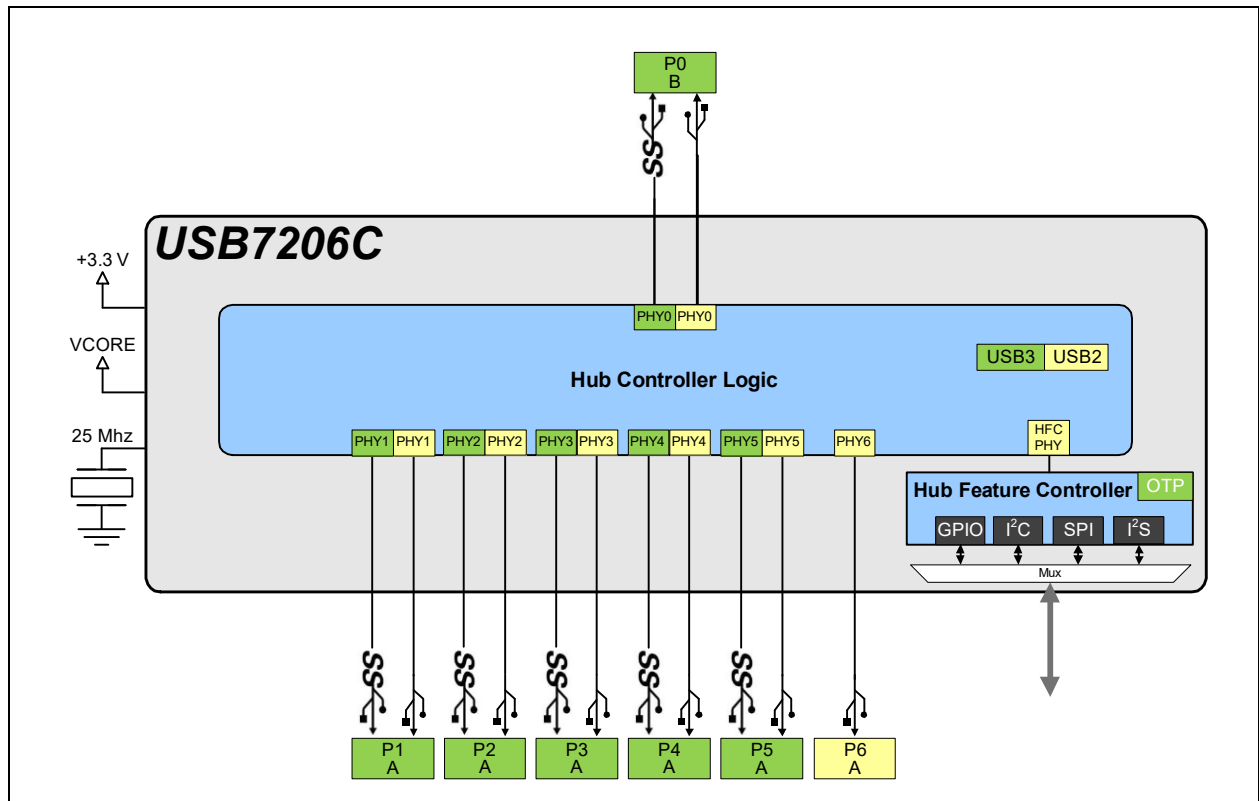 P0
B
SS
USB7206C
+3.3 V
PHY0 PHY0
VCORE
USB3 USB2
Hub Controller Logic
25 Mhz
PHY1 PHY1 PHY2 PHY2 PHY3 PHY3 PHY4 PHY4 PHY5 PHY5 PHY6
HFC
PHY
Hub Feature Controller OTP
GPIO I²C SPI I²S
Mux
SS SS SS SS SS
P1 P2 P3 P4 P5 P6
A A A A A A